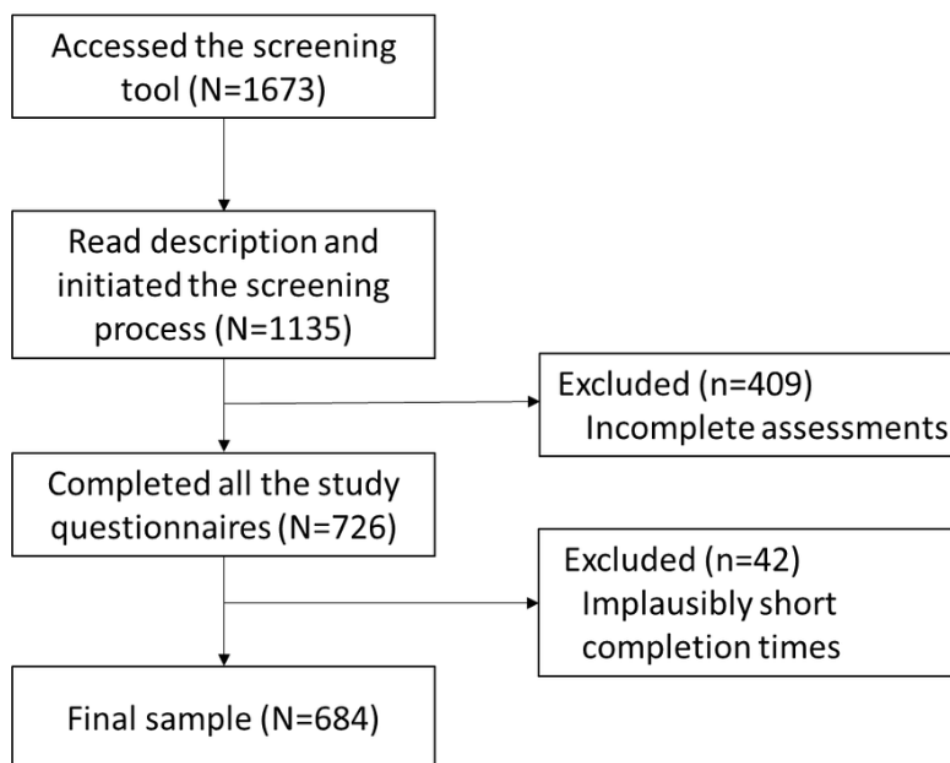 Accessed the screening
tool (N=1673)
Read description and
initiated the screening
process (N=1135)
Excluded (n=409)
Incomplete assessments
Completed all the study
questionnaires (N=726)
Excluded (n=42)
Implausibly short
completion times
Final sample (N=684)